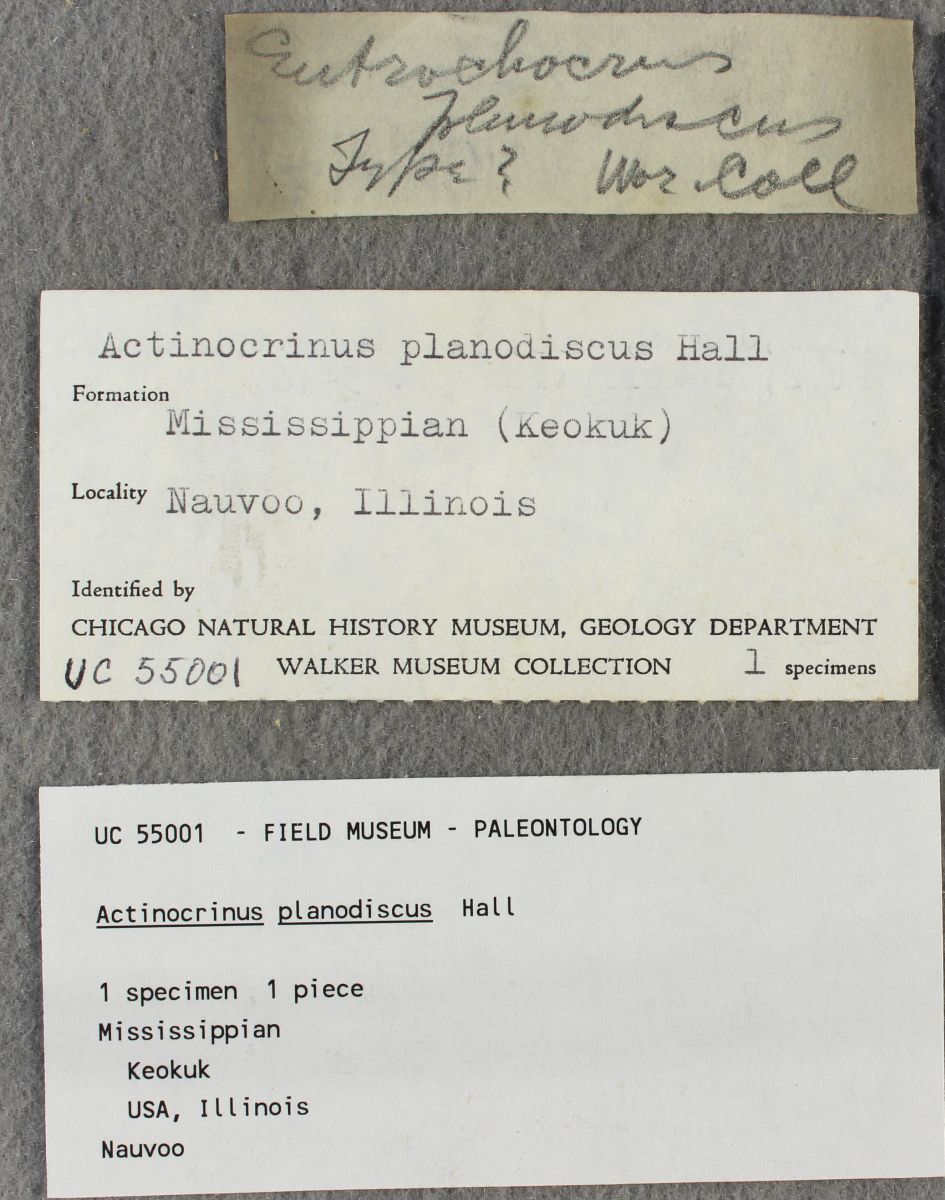 Eutrochocrnus
planodiscus
Type? Wor. Coll
Actinocrinus planodiscus Hall
Formation
Mississippian (Keokuk)
Locality Nauvoo, Illinois
Identified by
CHICAGO NATURAL HISTORY MUSEUM, GEOLOGY DEPARTMENT
UC 55001 WALKER MUSEUM COLLECTION 1 specimens
UC 55001 - FIELD MUSEUM - PALEONTOLOGY
Actinocrinus planodiscus Hall
1 specimen 1 piece
Mississippian
Keokuk
USA, Illinois
Nauvoo